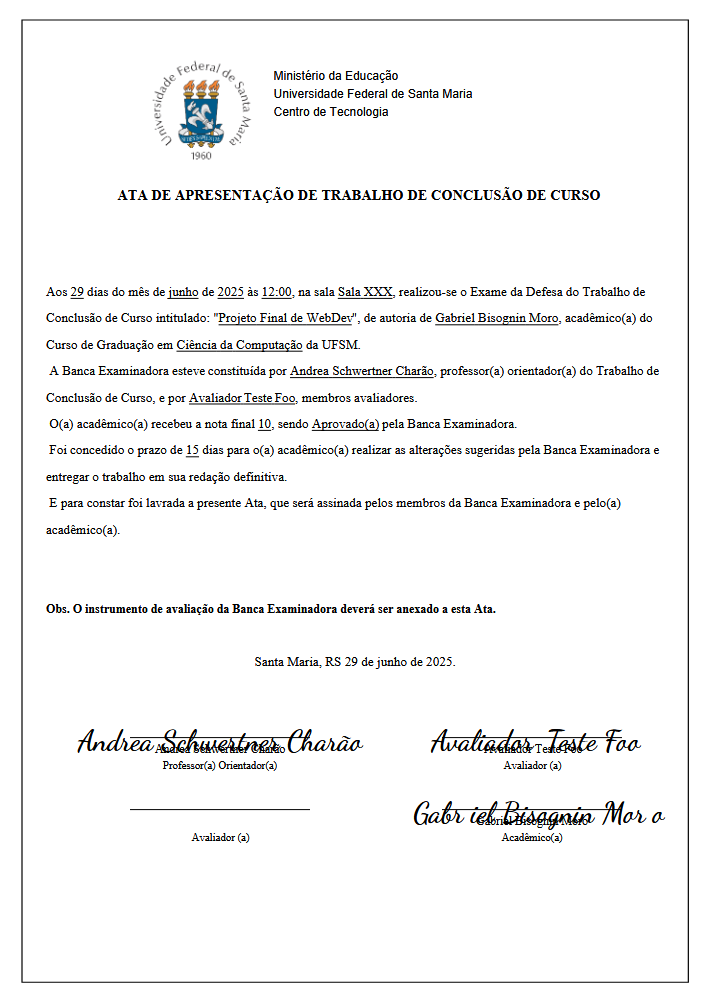 Universidade Federal de Santa Maria
1960
Ministério da Educação
Universidade Federal de Santa Maria
Centro de Tecnologia
ATA DE APRESENTAÇÃO DE TRABALHO DE CONCLUSÃO DE CURSO
Aos 29 dias do mês de junho de 2025 às 12:00, na sala Sala XXX, realizou-se o Exame da Defesa do Trabalho de
Conclusão de Curso intitulado: "Projeto Final de WebDev", de autoria de Gabriel Bisognin Moro, acadêmico(a) do
Curso de Graduação em Ciência da Computação da UFSM.
A Banca Examinadora esteve constituída por Andrea Schwertner Charão, professor(a) orientador(a) do Trabalho de
Conclusão de Curso, e por Avaliador Teste Foo, membros avaliadores.
O(a) acadêmico(a) recebeu a nota final 10, sendo Aprovado(a) pela Banca Examinadora.
Foi concedido o prazo de 15 dias para o(a) acadêmico(a) realizar as alterações sugeridas pela Banca Examinadora e
entregar o trabalho em sua redação definitiva.
E para constar foi lavrada a presente Ata, que será assinada pelos membros da Banca Examinadora e pelo(a)
acadêmico(a).
Obs. O instrumento de avaliação da Banca Examinadora deverá ser anexado a esta Ata.
Santa Maria, RS 29 de junho de 2025.
Andrea Schwertner Charão
Andrea Schwertner Charão
Professor(a) Orientador(a)
Avaliador Teste Foo
Avaliador Teste Foo
Avaliador (a)
Avaliador (a)
Gabriel Bisognin Moro
Gabriel Bisognin Moro
Acadêmico(a)